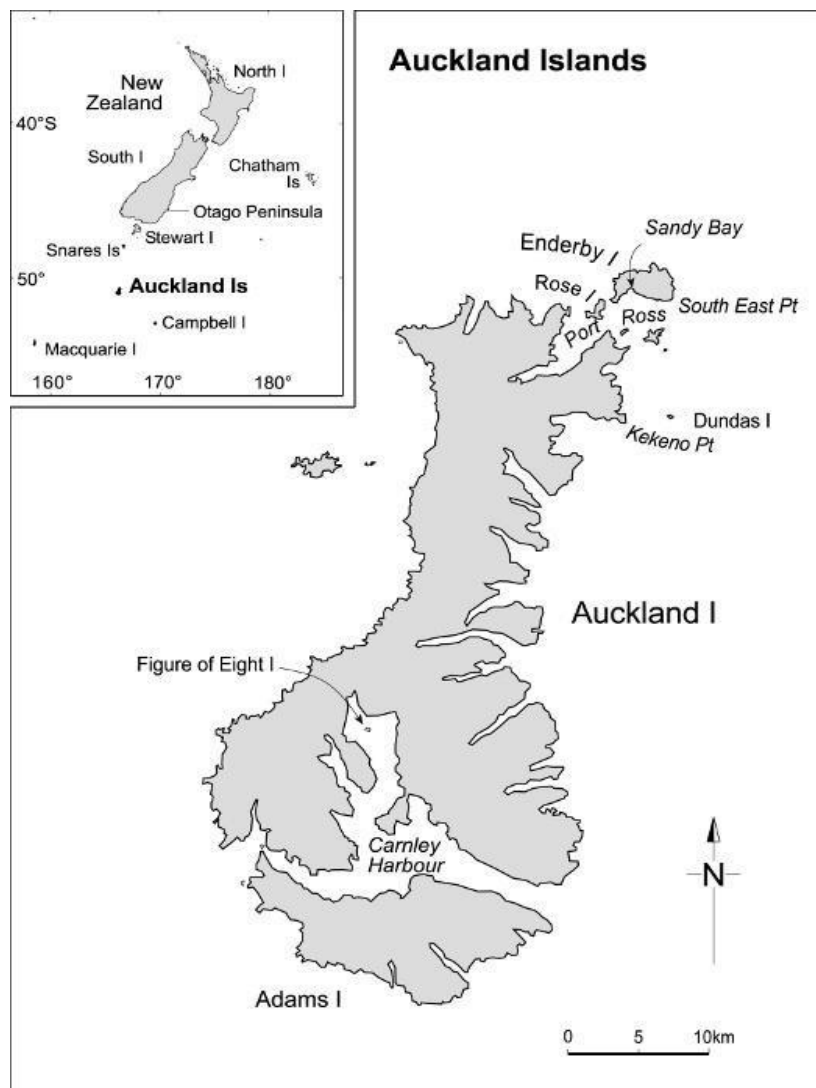 Auckland Islands
New
Zealand
North I
40°S
South I
Chatham
Is
Otago Peninsula
Stewart I
Snares Is
50°
Auckland Is
Campbell I
Macquarie I
160°
170°
180°
Sandy Bay
Enderby I
Rose I
South East Pt
Port Ross
Dundas I
Kekeno Pt
Auckland I
Figure of Eight I
Carnley
Harbour
N
Adams I
0 5 10km